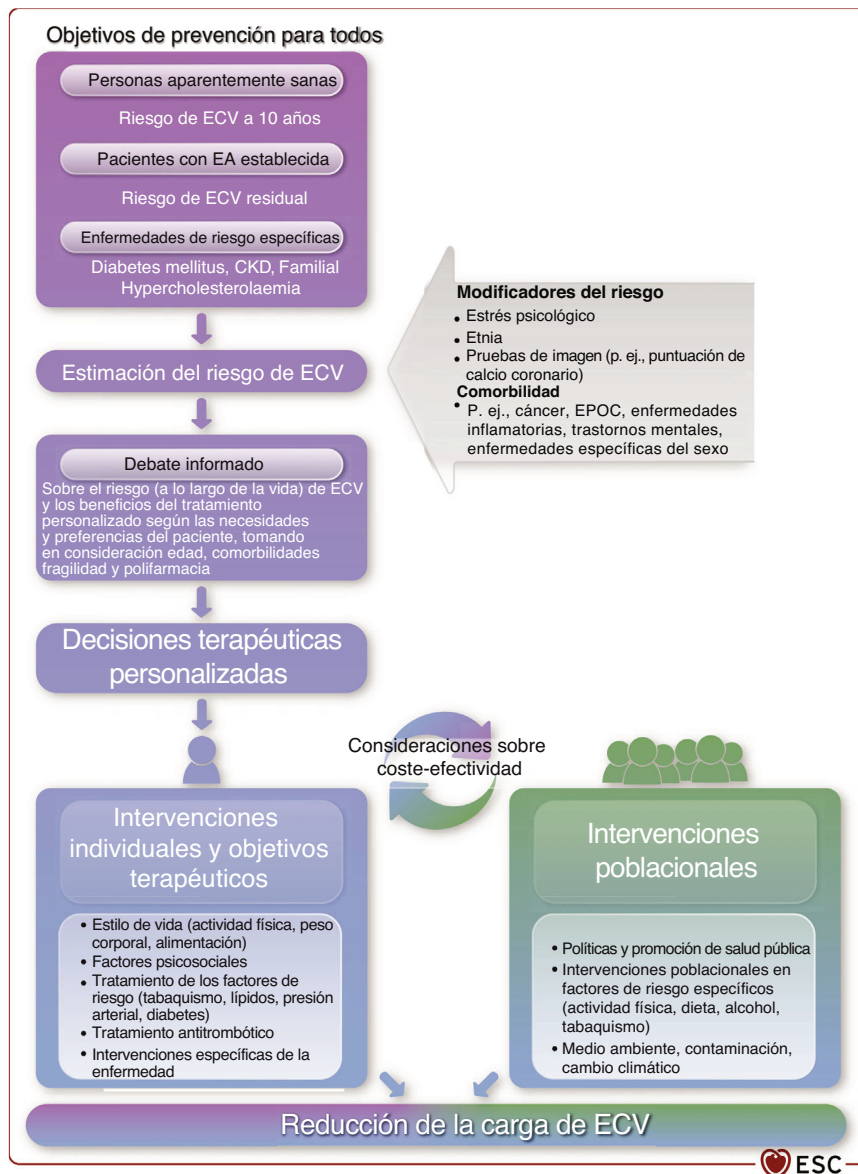 Objetivos de prevención para todos
Personas aparentemente sanas
Riesgo de ECV a 10 años
Pacientes con EA establecida
Riesgo de ECV residual
Enfermedades de riesgo específicas
Diabetes mellitus, CKD, Familial
Hypercholesterolaemia
Modificadores del riesgo
• Estrés psicológico
• Etnia
• Pruebas de imagen (p. ej., puntuación de
calcio coronario)
Comorbilidad
• P. ej., cáncer, EPOC, enfermedades
inflamatorias, trastornos mentales,
enfermedades específicas del sexo
Estimación del riesgo de ECV
Debate informado
Sobre el riesgo (a lo largo de la vida) de ECV
y los beneficios del tratamiento
personalizado según las necesidades
y preferencias del paciente, tomando
en consideración edad, comorbilidades
fragilidad y polifarmacia
Decisiones terapéuticas
personalizadas
Consideraciones sobre
coste-efectividad
Intervenciones
individuales y objetivos
terapéuticos
• Estilo de vida (actividad física, peso
corporal, alimentación)
• Factores psicosociales
• Tratamiento de los factores de
riesgo (tabaquismo, lípidos, presión
arterial, diabetes)
• Tratamiento antitrombótico
• Intervenciones específicas de la
enfermedad
Intervenciones
poblacionales
• Políticas y promoción de salud pública
• Intervenciones poblacionales en
factores de riesgo específicos
(actividad física, dieta, alcohol,
tabaquismo)
• Medio ambiente, contaminación,
cambio climático
Reducción de la carga de ECV
ESC